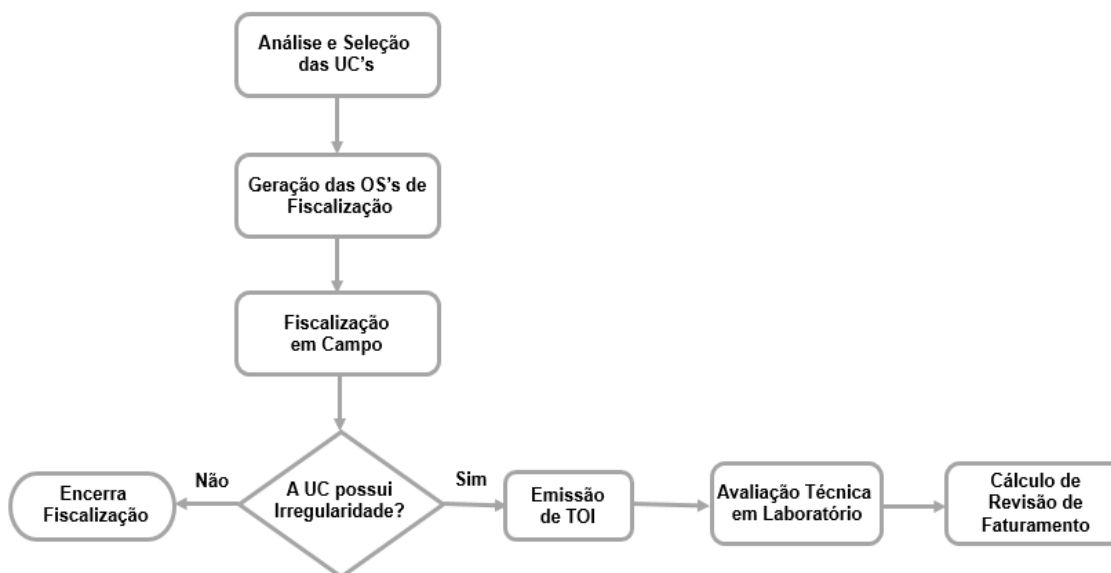 Análise e Seleção
das UC's
Geração das OS's de
Fiscalização
Fiscalização
em Campo
A UC possui
Irregularidade?
Não
Encerra
Fiscalização
Sim
Emissão
de TOI
Avaliação Técnica
em Laboratório
Cálculo de
Revisão de
Faturamento